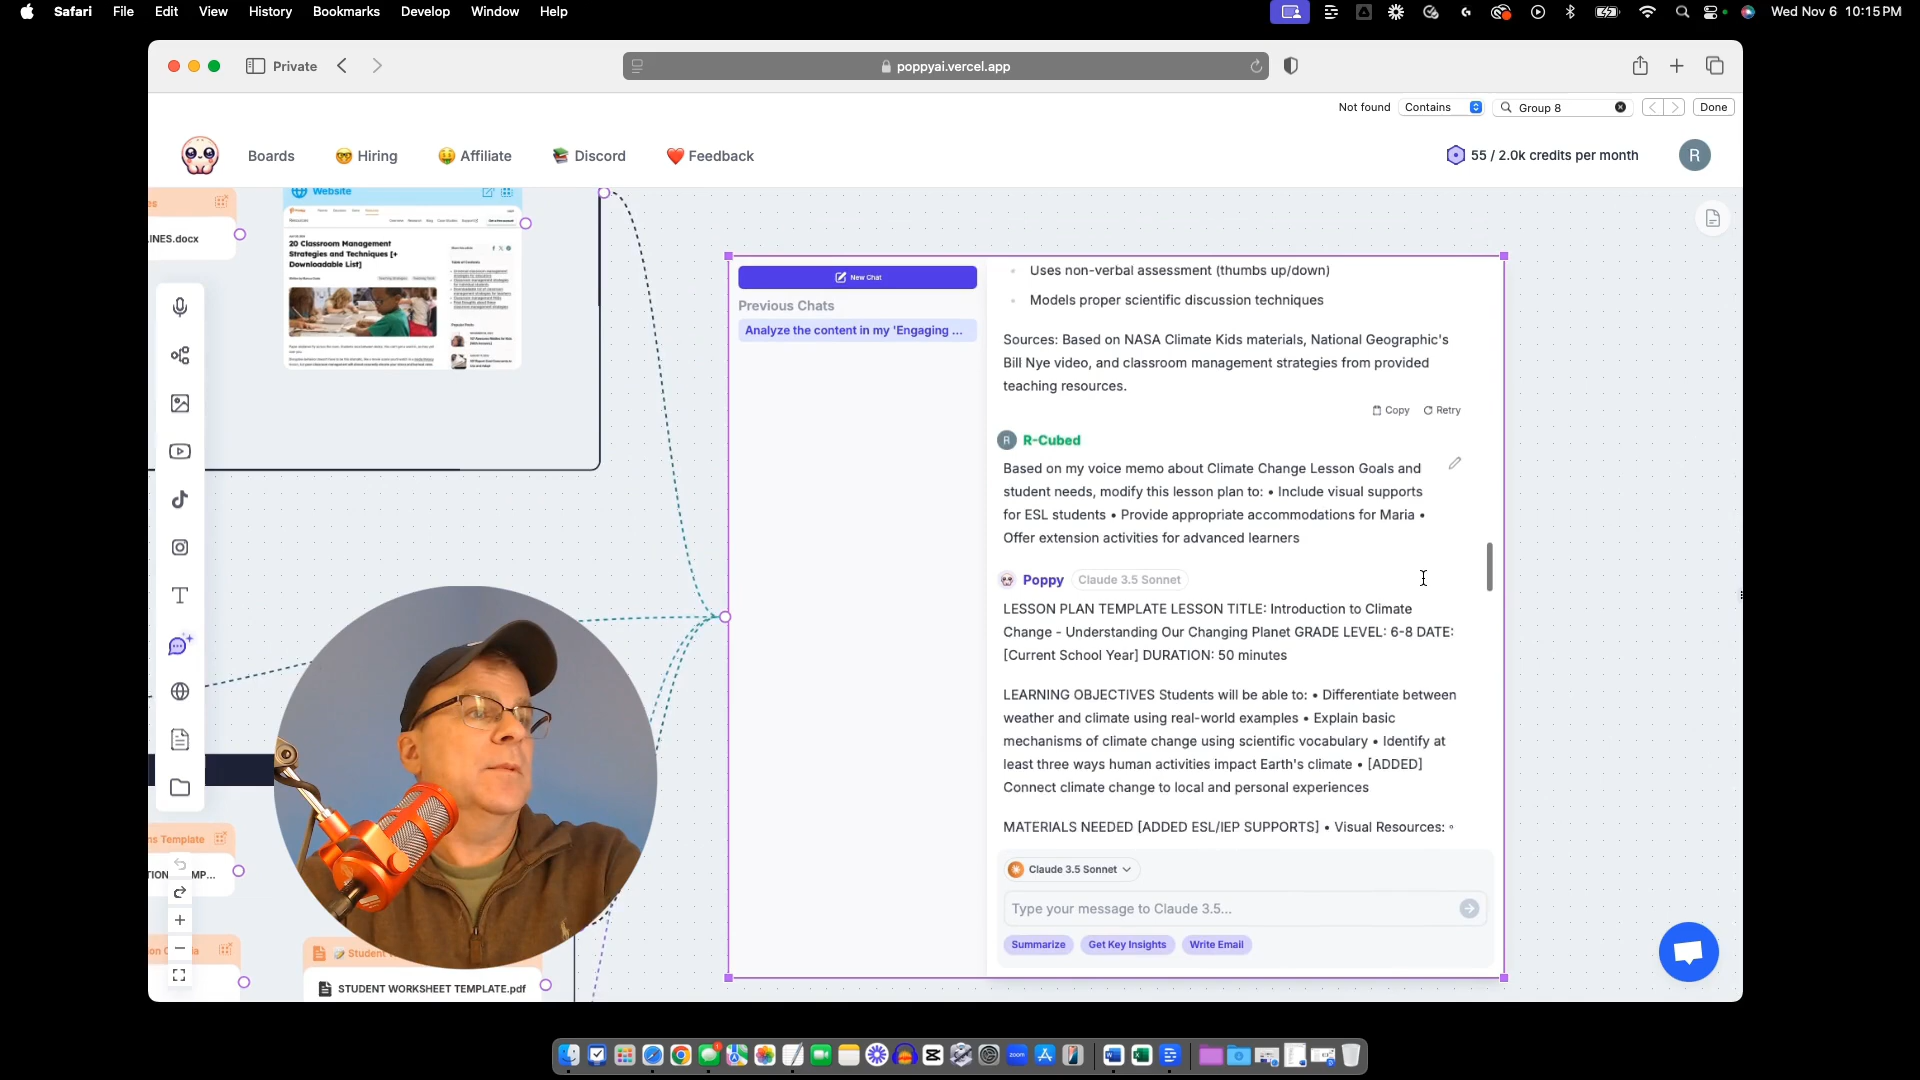 Safari File Edit View History Bookmarks Develop Window Help
Wed Nov 6 10:15 PM
Private
poppyai.vercel.app
Not found Contains Group 8 Done
Boards 🤓 Hiring 🤑 Affiliate 📚 Discord ❤️ Feedback
55 / 2.0k credits per month
R
es
INES.docx
Website
20 Classroom Management
Strategies and Techniques [+
Downloadable List]
New Chat
Previous Chats
Analyze the content in my 'Engaging ...
Uses non-verbal assessment (thumbs up/down)
Models proper scientific discussion techniques
Sources: Based on NASA Climate Kids materials, National Geographic's
Bill Nye video, and classroom management strategies from provided
teaching resources.
Copy Retry
R R-Cubed
Based on my voice memo about Climate Change Lesson Goals and
student needs, modify this lesson plan to: • Include visual supports
for ESL students • Provide appropriate accommodations for Maria •
Offer extension activities for advanced learners
Poppy Claude 3.5 Sonnet
LESSON PLAN TEMPLATE LESSON TITLE: Introduction to Climate
Change - Understanding Our Changing Planet GRADE LEVEL: 6-8 DATE:
[Current School Year] DURATION: 50 minutes
LEARNING OBJECTIVES Students will be able to: • Differentiate between
weather and climate using real-world examples • Explain basic
mechanisms of climate change using scientific vocabulary • Identify at
least three ways human activities impact Earth's climate • [ADDED]
Connect climate change to local and personal experiences
MATERIALS NEEDED [ADDED ESL/IEP SUPPORTS] • Visual Resources: ◦
Claude 3.5 Sonnet
Type your message to Claude 3.5...
Summarize Get Key Insights Write Email
ns Template
TION MP...
on C ia
Student
STUDENT WORKSHEET TEMPLATE.pdf
zoom